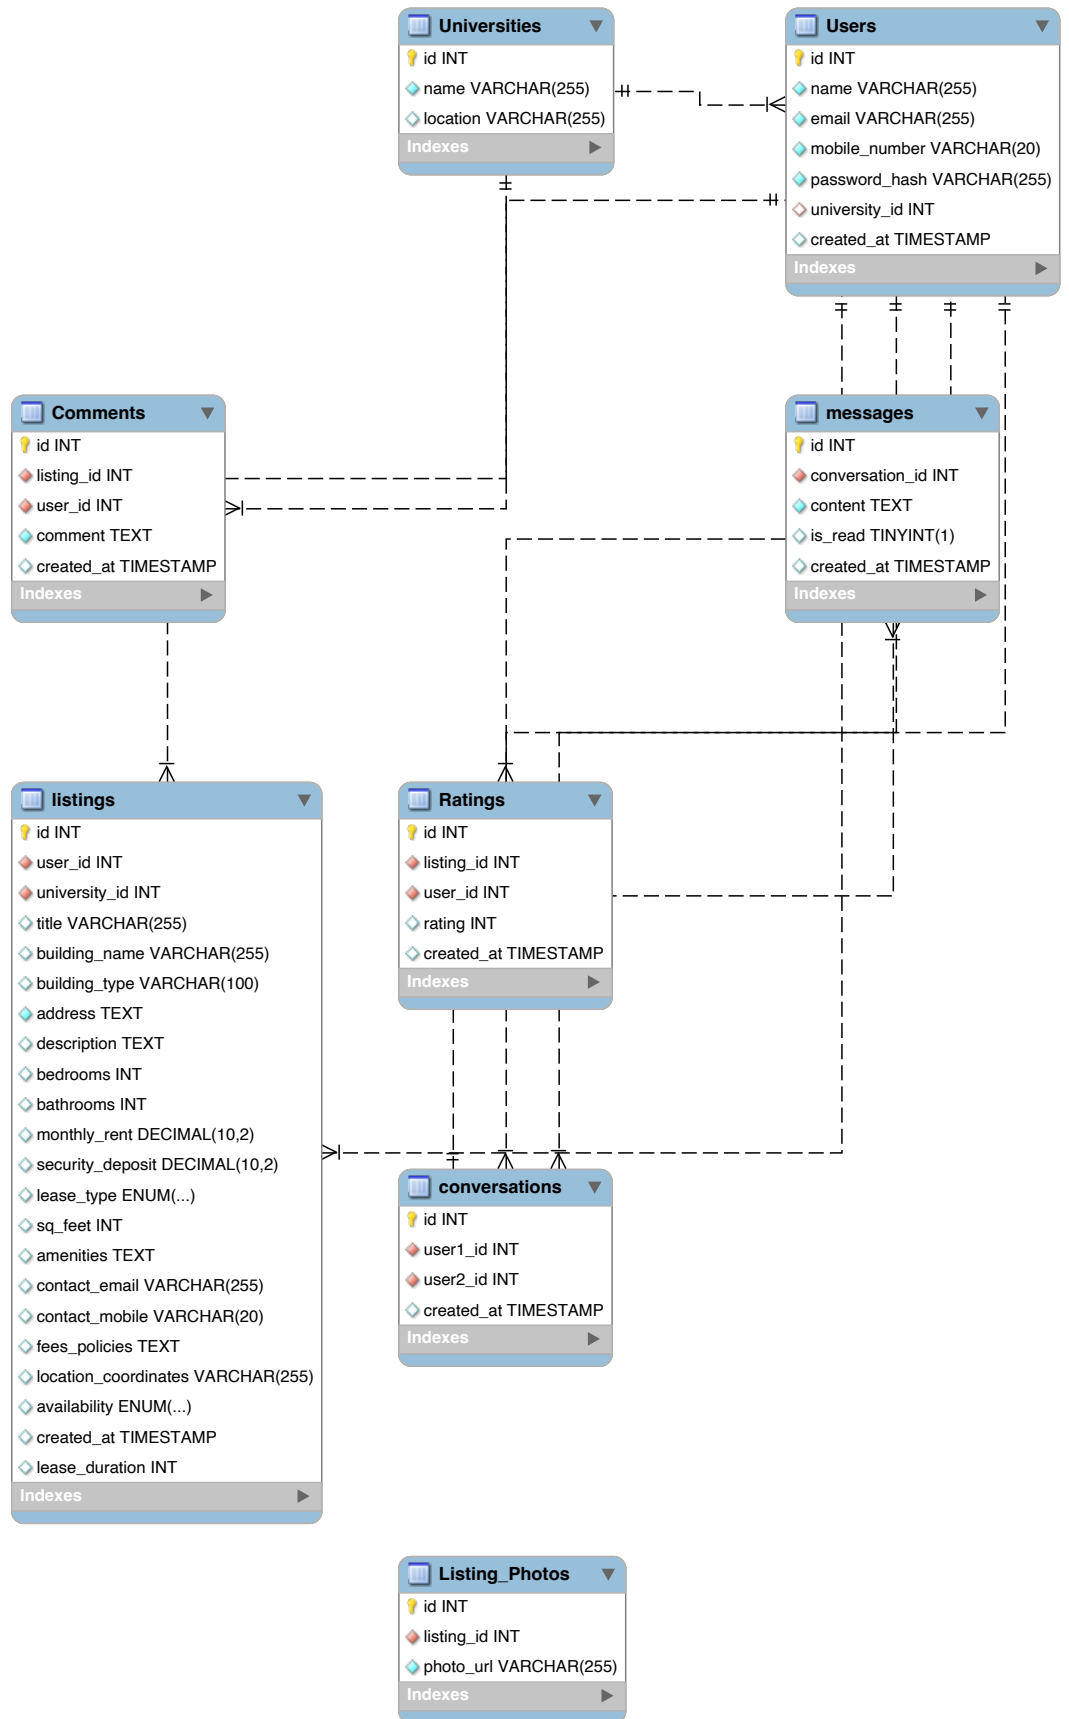 Universities
id INT
name VARCHAR(255)
location VARCHAR(255)
Indexes
Users
id INT
name VARCHAR(255)
email VARCHAR(255)
mobile_number VARCHAR(20)
password_hash VARCHAR(255)
university_id INT
created_at TIMESTAMP
Indexes
Comments
id INT
listing_id INT
user_id INT
comment TEXT
created_at TIMESTAMP
Indexes
messages
id INT
conversation_id INT
content TEXT
is_read TINYINT(1)
created_at TIMESTAMP
Indexes
listings
id INT
user_id INT
university_id INT
title VARCHAR(255)
building_name VARCHAR(255)
building_type VARCHAR(100)
address TEXT
description TEXT
bedrooms INT
bathrooms INT
monthly_rent DECIMAL(10,2)
security_deposit DECIMAL(10,2)
lease_type ENUM(...)
sq_feet INT
amenities TEXT
contact_email VARCHAR(255)
contact_mobile VARCHAR(20)
fees_policies TEXT
location_coordinates VARCHAR(255)
availability ENUM(...)
created_at TIMESTAMP
lease_duration INT
Indexes
Ratings
id INT
listing_id INT
user_id INT
rating INT
created_at TIMESTAMP
Indexes
conversations
id INT
user1_id INT
user2_id INT
created_at TIMESTAMP
Indexes
Listing_Photos
id INT
listing_id INT
photo_url VARCHAR(255)
Indexes